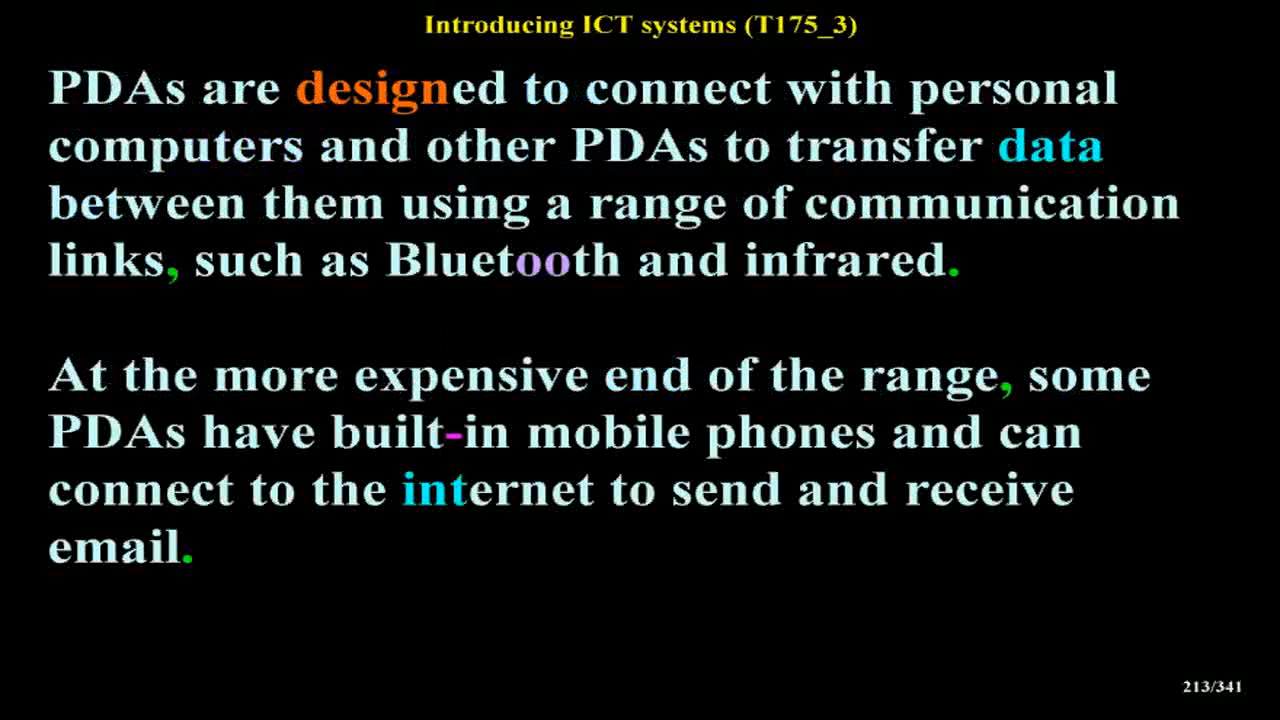 Introducing ICT systems (T175_3)
PDAs are designed to connect with personal
computers and other PDAs to transfer data
between them using a range of communication
links, such as Bluetooth and infrared.
At the more expensive end of the range, some
PDAs have built-in mobile phones and can
connect to the internet to send and receive
email.
213/341